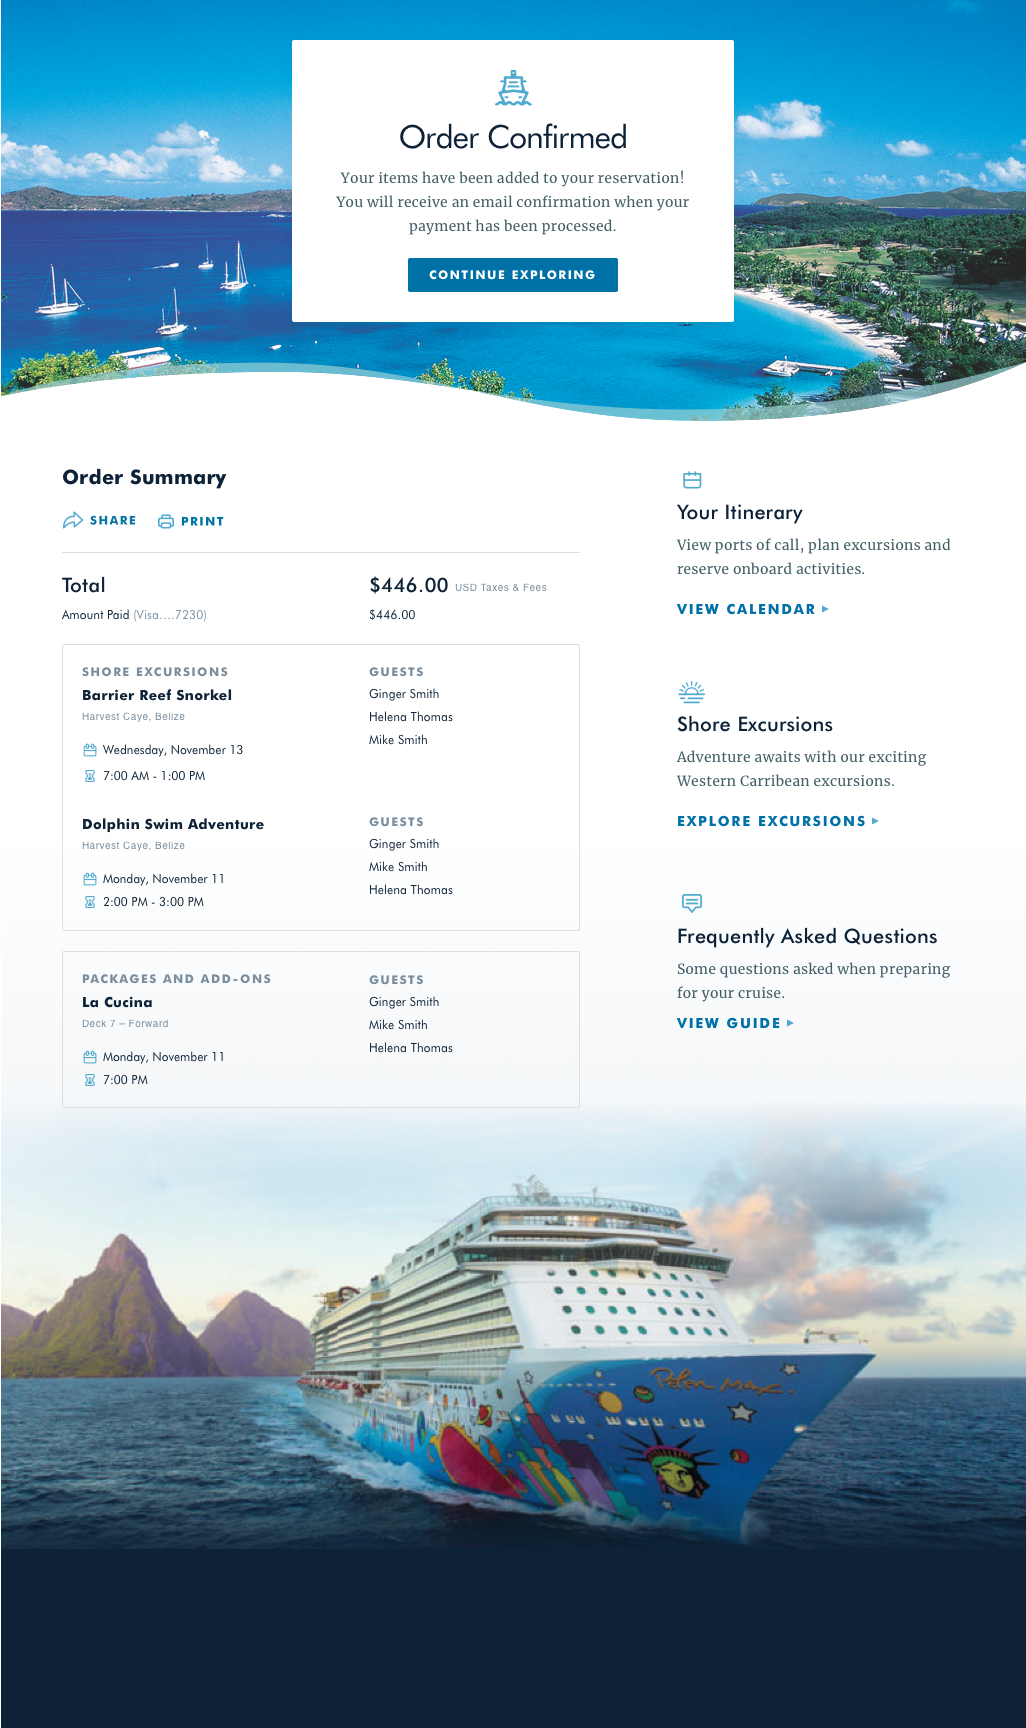 Order Confirmed
Your items have been added to your reservation!
You will receive an email confirmation when your
payment has been processed.
CONTINUE EXPLORING
Order Summary
SHARE PRINT
Total $446.00 USD Taxes & Fees
Amount Paid (Visa....7230) $446.00
SHORE EXCURSIONS
Barrier Reef Snorkel
Harvest Caye, Belize
Wednesday, November 13
7:00 AM - 1:00 PM
GUESTS
Ginger Smith
Helena Thomas
Mike Smith
Dolphin Swim Adventure
Harvest Caye, Belize
Monday, November 11
2:00 PM - 3:00 PM
GUESTS
Ginger Smith
Mike Smith
Helena Thomas
PACKAGES AND ADD-ONS
La Cucina
Deck 7 – Forward
Monday, November 11
7:00 PM
GUESTS
Ginger Smith
Mike Smith
Helena Thomas
Your Itinerary
View ports of call, plan excursions and
reserve onboard activities.
VIEW CALENDAR
Shore Excursions
Adventure awaits with our exciting
Western Carribean excursions.
EXPLORE EXCURSIONS
Frequently Asked Questions
Some questions asked when preparing
for your cruise.
VIEW GUIDE
Peter Max